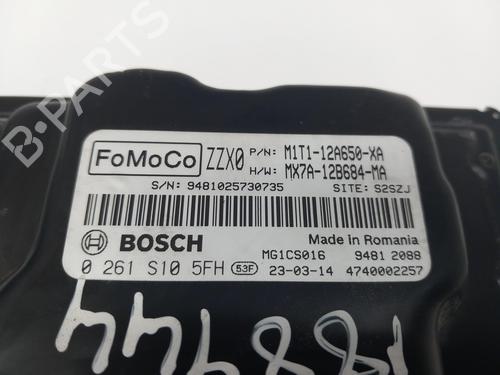 FoMoCo ZZX0 P/N: M1T1-12A650-XA
H/W: MX7A-12B684-MA
S/N: 9481025730735 SITE: S2SZJ
BOSCH Made in Romania
MG1CS016 9481 2088
0 261 S10 5FH 53F 23-03-14 4740002257
B-PARTS